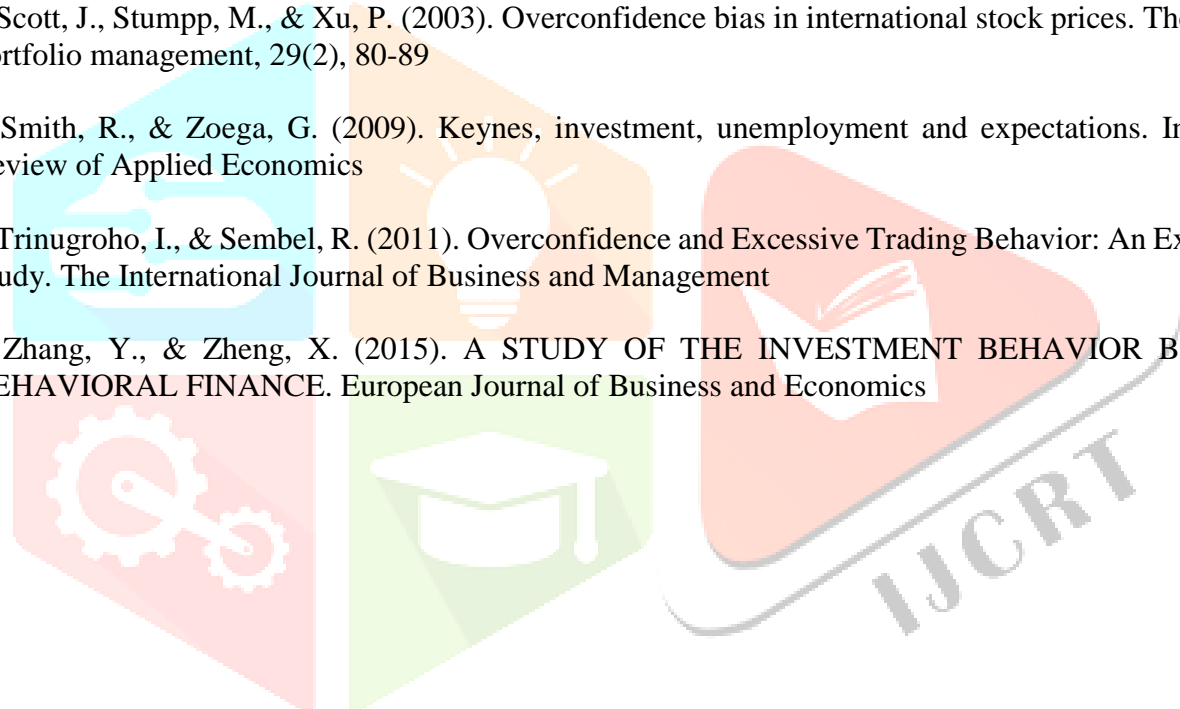 Scott, J., Stumpp, M., & Xu, P. (2003). Overconfidence bias in international stock prices. The
rtfolio management, 29(2), 80-89
Smith, R., & Zoega, G. (2009). Keynes, investment, unemployment and expectations. In
eview of Applied Economics
Trinugroho, I., & Sembel, R. (2011). Overconfidence and Excessive Trading Behavior: An Ex
udy. The International Journal of Business and Management
Zhang, Y., & Zheng, X. (2015). A STUDY OF THE INVESTMENT BEHAVIOR B
EHAVIORAL FINANCE. European Journal of Business and Economics
IJCRT